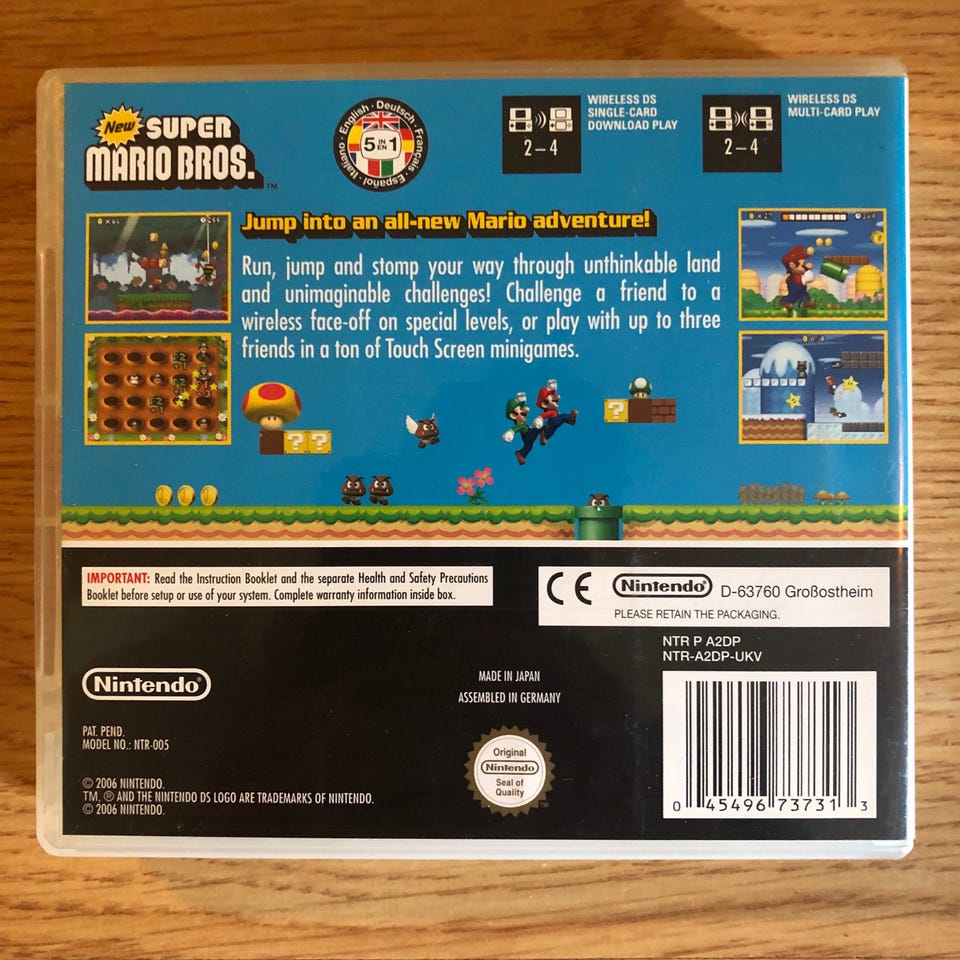 New SUPER
MARIO BROS.™
English · Deutsch · Français · Español · Italiano ·
5 IN EN 1
WIRELESS DS
SINGLE-CARD
DOWNLOAD PLAY
2–4
WIRELESS DS
MULTI-CARD PLAY
2–4
Jump into an all-new Mario adventure!
Run, jump and stomp your way through unthinkable land
and unimaginable challenges! Challenge a friend to a
wireless face-off on special levels, or play with up to three
friends in a ton of Touch Screen minigames.
? ?
?
IMPORTANT: Read the Instruction Booklet and the separate Health and Safety Precautions
Booklet before setup or use of your system. Complete warranty information inside box.
CE Nintendo® D-63760 Großostheim
PLEASE RETAIN THE PACKAGING.
NTR P A2DP
NTR-A2DP-UKV
Nintendo®
MADE IN JAPAN
ASSEMBLED IN GERMANY
PAT. PEND.
MODEL NO.: NTR-005
Original
Nintendo
Seal of
Quality
™
© 2006 NINTENDO.
TM, ® AND THE NINTENDO DS LOGO ARE TRADEMARKS OF NINTENDO.
© 2006 NINTENDO.
0 45496 73731 3